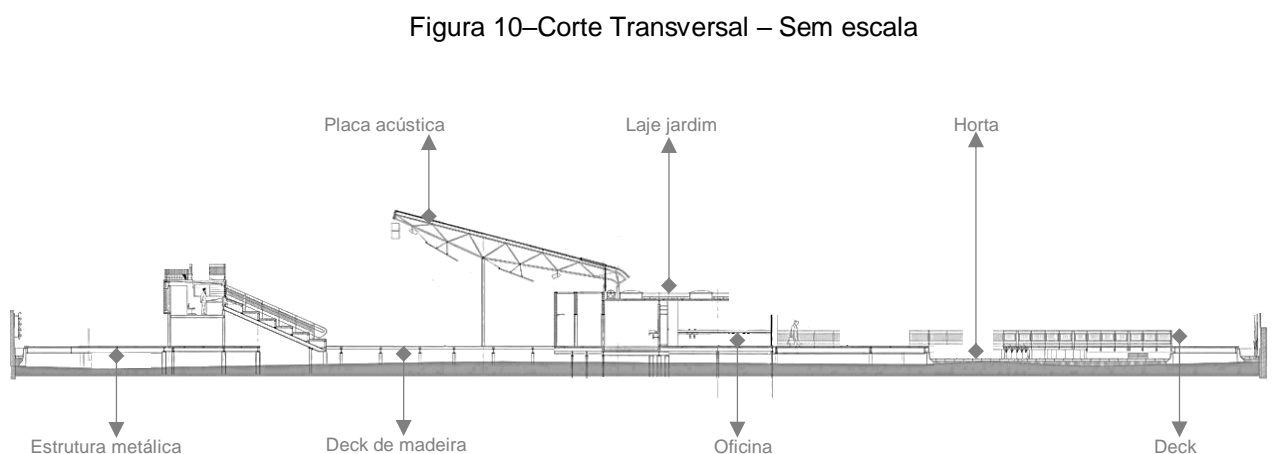 Figura 10–Corte Transversal – Sem escala
Placa acústica
Laje jardim
Horta
Estrutura metálica
Deck de madeira
Oficina
Deck